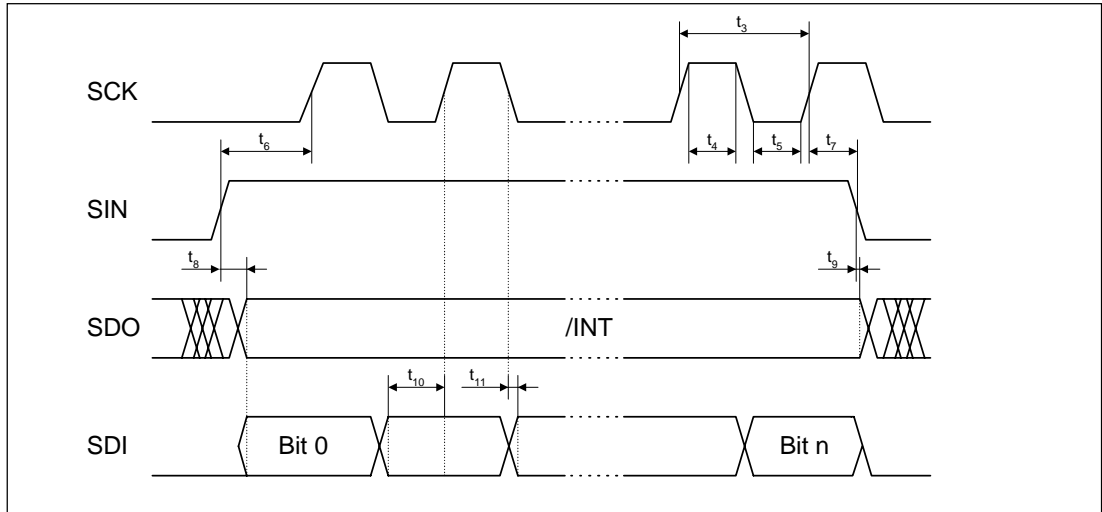 t3
SCK
t6
t4
t5
t7
SIN
t8
t9
SDO
/INT
t10
t11
SDI
Bit 0
Bit n